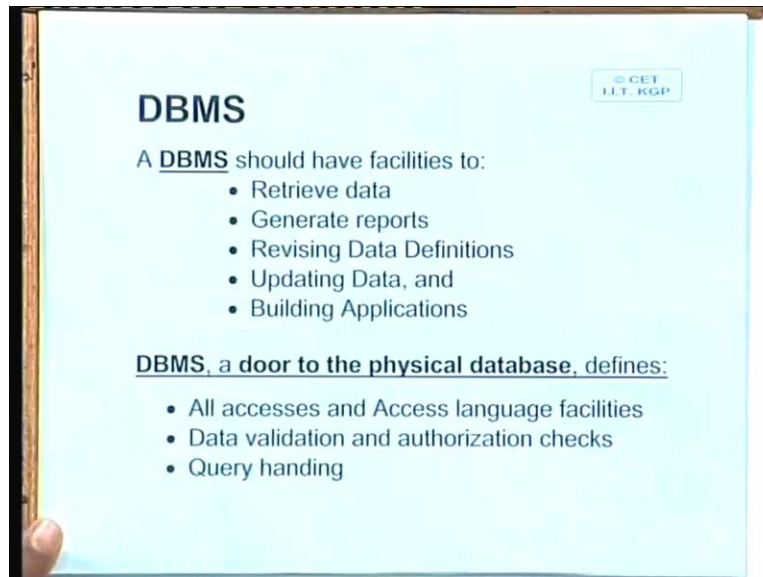 © CET
I.I.T. KGP
DBMS
A DBMS should have facilities to:
• Retrieve data
• Generate reports
• Revising Data Definitions
• Updating Data, and
• Building Applications
DBMS, a door to the physical database, defines:
• All accesses and Access language facilities
• Data validation and authorization checks
• Query handing